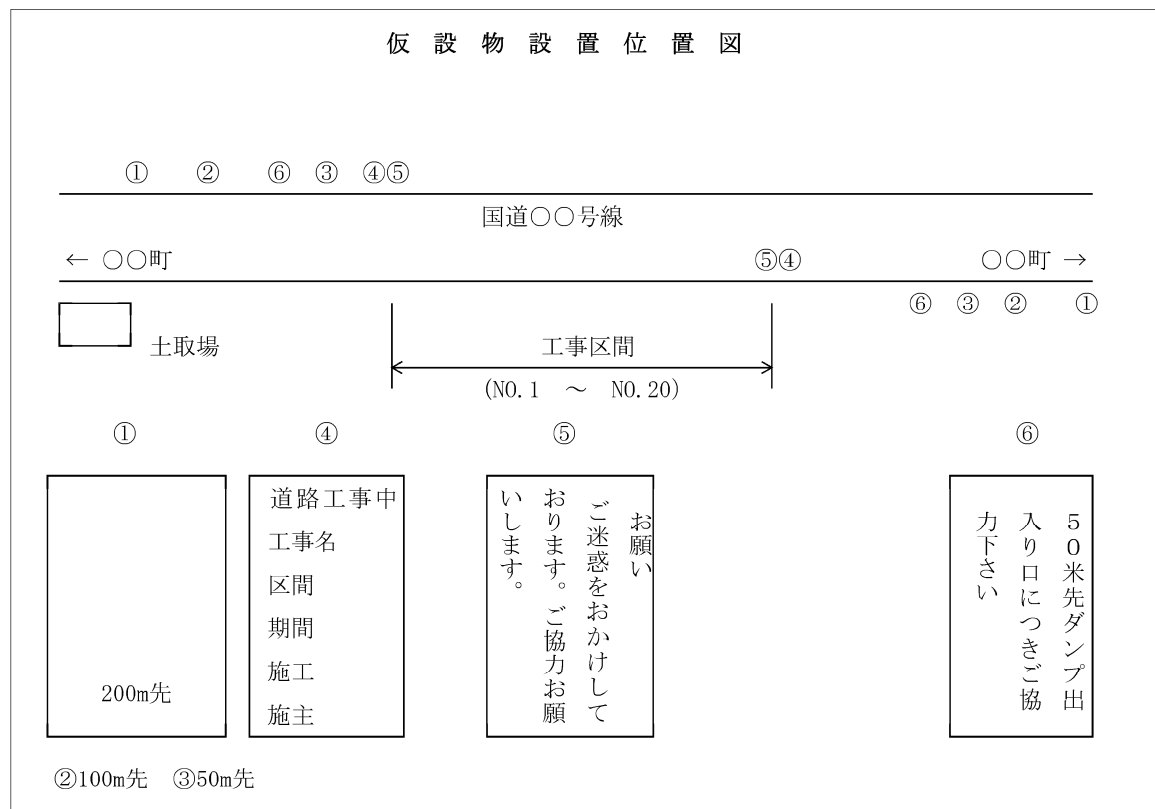 仮設物設置位置図
① ② ⑥ ③ ④⑤
国道○○号線
← ○○町 ⑤④ ○○町 →
⑥ ③ ② ①
土取場
工事区間
(NO.1 ～ NO.20)
① ④ ⑤ ⑥
200m先
道路工事中
工事名
区間
期間
施工
施主
お願い
ご迷惑をおかけして
おります。ご協力お願
いします。
５０米先ダンプ出
入り口につきご協
力下さい
②100m先 ③50m先